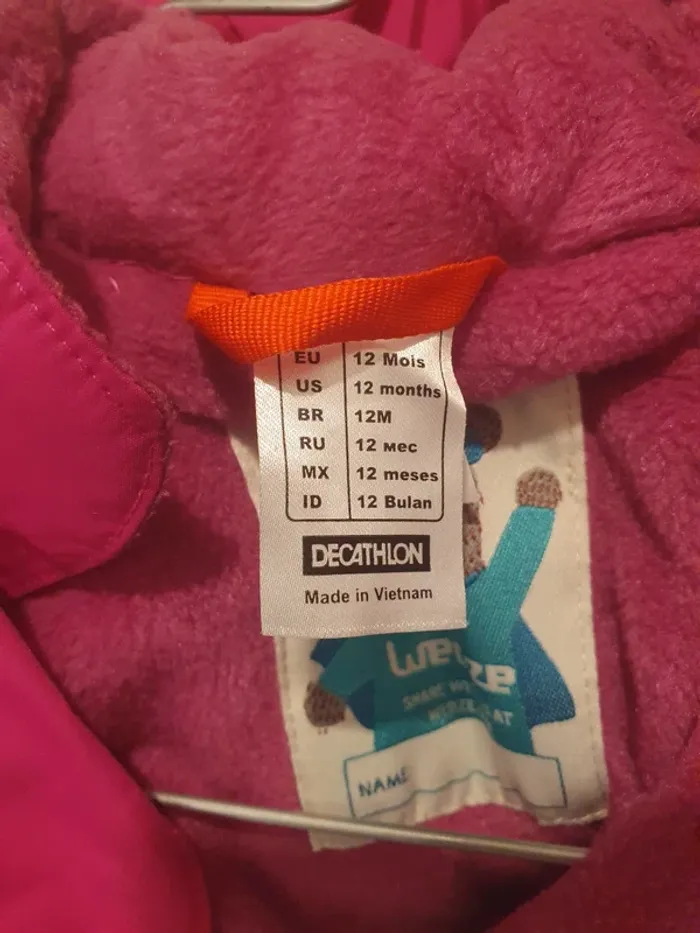 EU 12 Mois
US 12 months
BR 12M
RU 12 мес
MX 12 meses
ID 12 Bulan
DECATHLON
Made in Vietnam
NAME